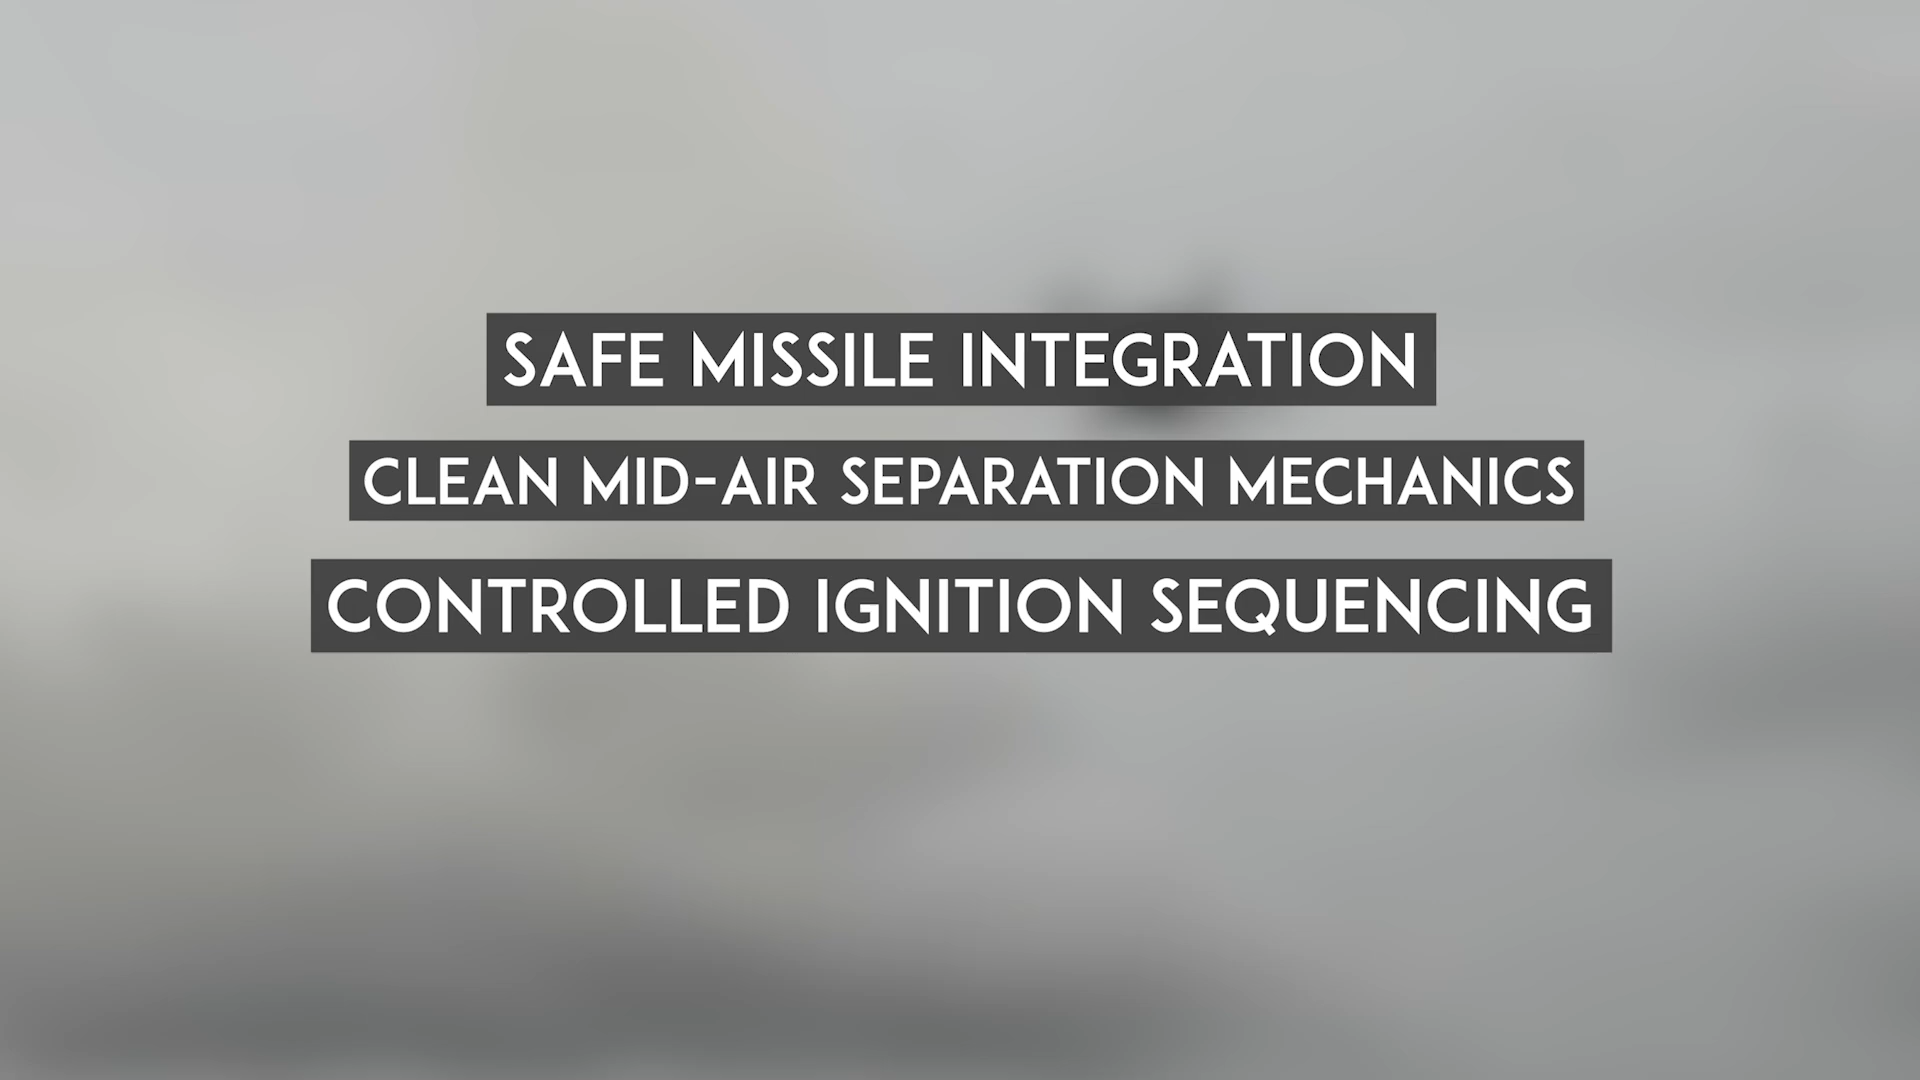 SAFE MISSILE INTEGRATION
CLEAN MID-AIR SEPARATION MECHANICS
CONTROLLED IGNITION SEQUENCING